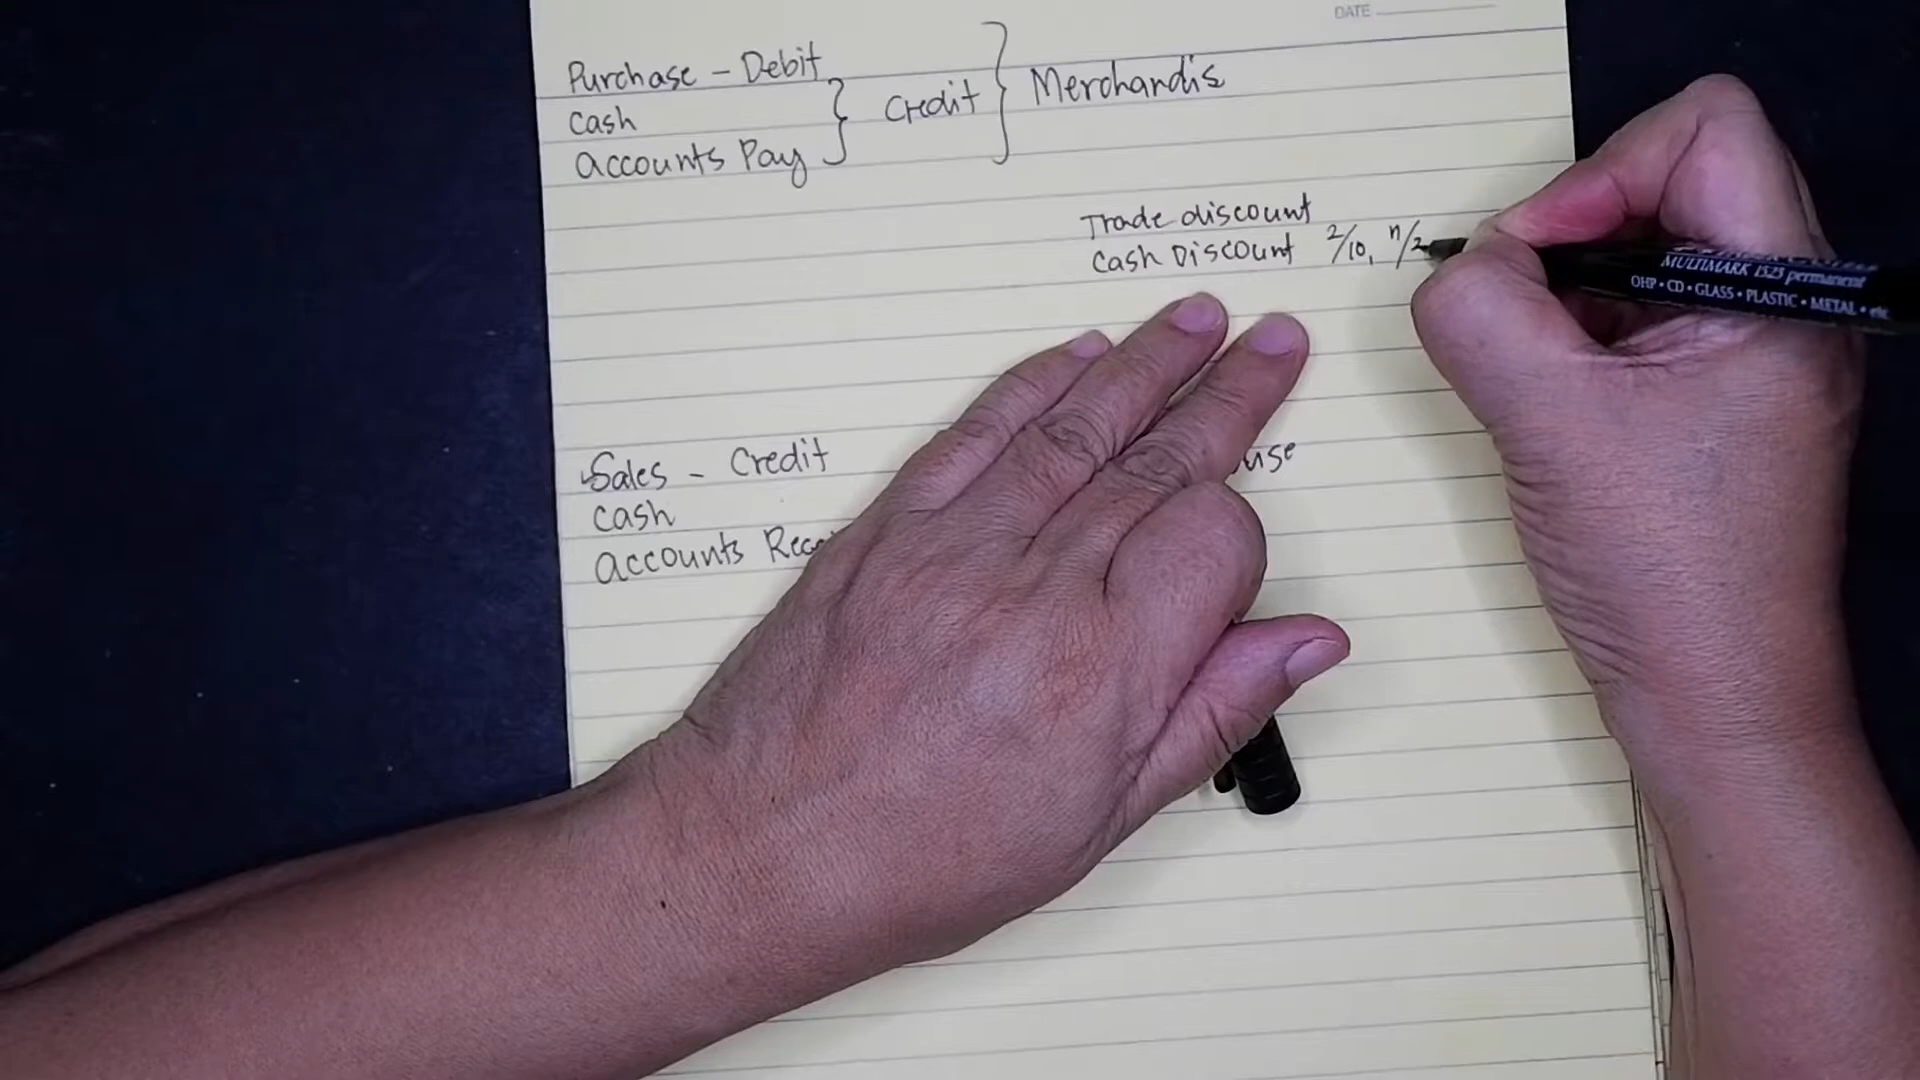 DATE
Purchase - Debit
Cash
Accounts Pay
Credit
Merchandis
Trade discount
Cash Discount 2/10, n/
Sales - Credit
Cash
Accounts
MULTIMARK 1525 permanent
OHP • CD • GLASS • PLASTIC • METAL • etc.